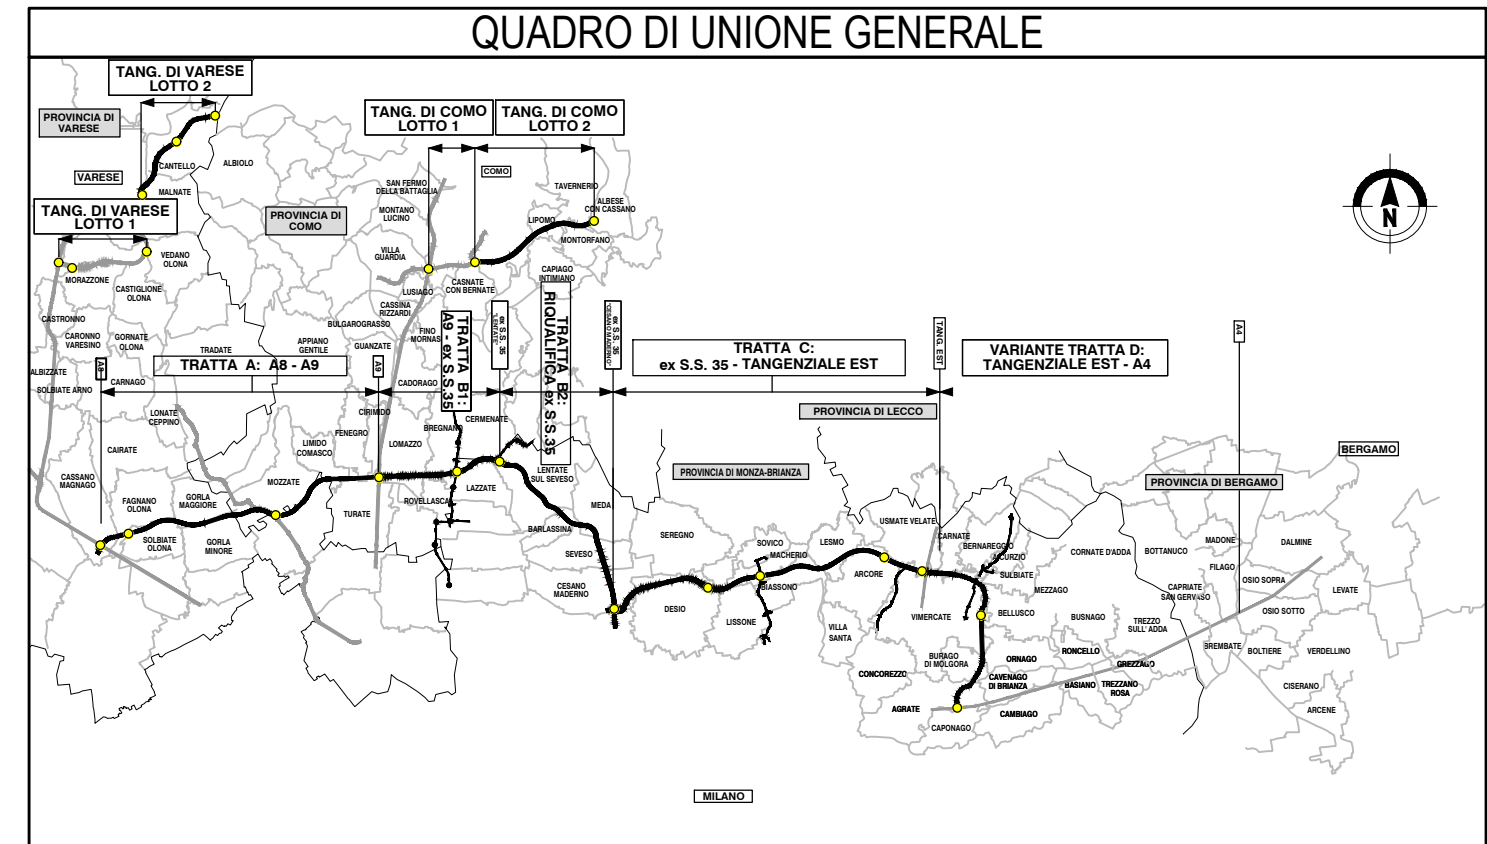 QUADRO DI UNIONE GENERALE
TANG. DI VARESE
LOTTO 2
PROVINCIA DI
VARESE
CANTELLO
ALBIOLO
VARESE
MALNATE
TANG. DI VARESE
LOTTO 1
VEDANO
OLONA
MORAZZONE
CASTIGLIONE
OLONA
PROVINCIA DI
COMO
TANG. DI COMO
LOTTO 1
TANG. DI COMO
LOTTO 2
COMO
SAN FERMO
DELLA BATTAGLIA
MONTANO
LUCINO
VILLA
GUARDIA
TAVERNERIO
ALBESE
CON CASSANO
LIPOMO
MONTORFANO
CAPIAGO
INTIMIANO
LUSIAGO
CASNATE
CON BERNATE
CASSINA
RIZZARDI
BULGAROGRASSO
FINO
MORNAS
N
CASTRONNO
CARONNO
VARESINO
GORNATE
OLONA
TRADATE
APPIANO
GENTILE
GUANZATE
ALBIZZATE
SOLBIATE ARNO
CARNAGO
A8
TRATTA A: A8 - A9
A9
CADORAGO
TRATTA B1:
A9 - ex S.S.35
ex S.S. 35
"LENTATE"
TRATTA B2:
RIQUALIFICA ex S.S.35
ex S.S. 35
"CESANO MADERNO"
TRATTA C:
ex S.S. 35 - TANGENZIALE EST
TANG. EST
VARIANTE TRATTA D:
TANGENZIALE EST - A4
A4
LONATE
CEPPINO
CIRIMIDO
FENEGRO
LIMIDO
COMASCO
LOMAZZO
BREGNANO
CERMENATE
CAIRATE
CASSANO
MAGNAGO
FAGNANO
OLONA
GORLA
MAGGIORE
MOZZATE
SOLBIATE
OLONA
GORLA
MINORE
TURATE
ROVELLASCA
LAZZATE
LENTATE
SUL SEVESO
MEDA
BARLASSINA
SEVESO
CESANO
MADERNO
PROVINCIA DI LECCO
PROVINCIA DI MONZA-BRIANZA
PROVINCIA DI BERGAMO
BERGAMO
SEREGNO
DESIO
SOVICO
MACHERIO
BIASSONO
LISSONE
LESMO
ARCORE
VILLA
SANTA
USMATE VELATE
CARNATE
BERNAREGGIO
AICURZIO
SULBIATE
MEZZAGO
CORNATE D'ADDA
BOTTANUCO
MADONE
DALMINE
FILAGO
OSIO SOPRA
CAPRIATE
SAN GERVASO
LEVATE
OSIO SOTTO
VIMERCATE
BELLUSCO
BUSNAGO
TREZZO
SULL' ADDA
BREMBATE
BOLTIERE
VERDELLINO
CISERANO
ARCENE
BURAGO
DI MOLGORA
ORNAGO
RONCELLO
GREZZAGO
CONCOREZZO
CAVENAGO
DI BRIANZA
BASIANO
TREZZANO
ROSA
AGRATE
CAMBIAGO
CAPONAGO
MILANO